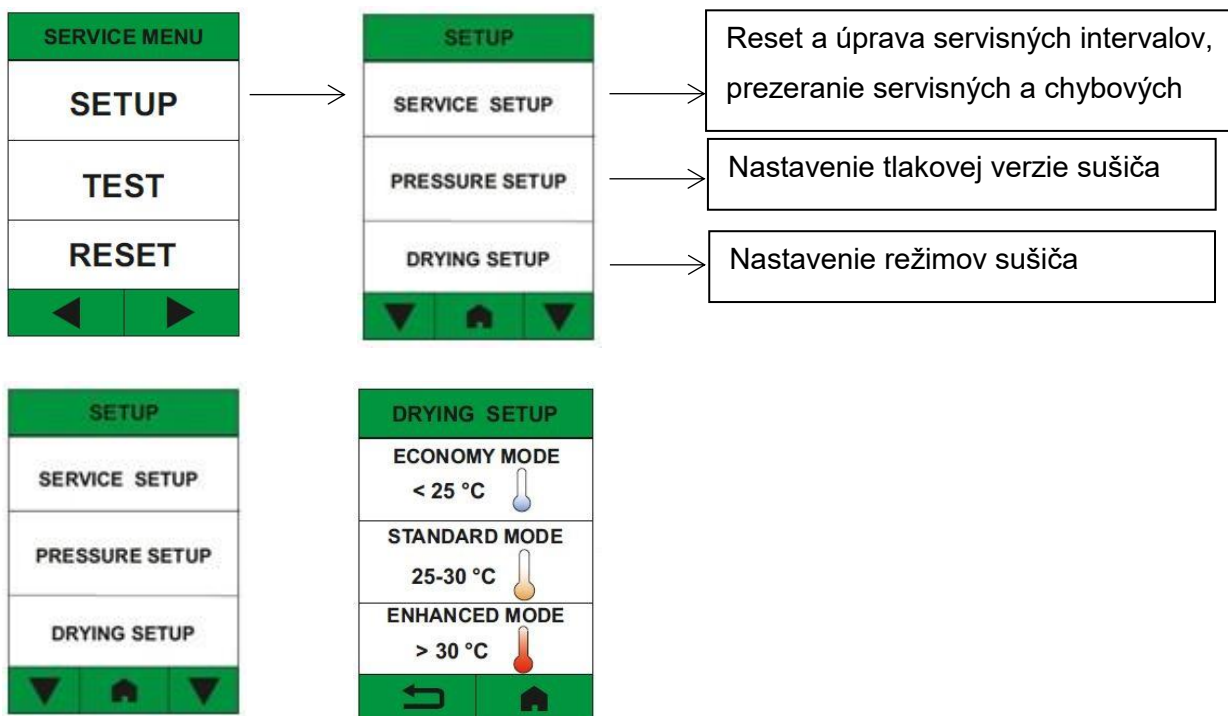 SERVICE MENU
SETUP
TEST
RESET
SETUP
SERVICE SETUP
PRESSURE SETUP
DRYING SETUP
Reset a úprava servisných intervalov,
prezeranie servisných a chybových
Nastavenie tlakovej verzie sušiča
Nastavenie režimov sušiča
SETUP
SERVICE SETUP
PRESSURE SETUP
DRYING SETUP
DRYING SETUP
ECONOMY MODE
< 25 °C
STANDARD MODE
25-30 °C
ENHANCED MODE
> 30 °C